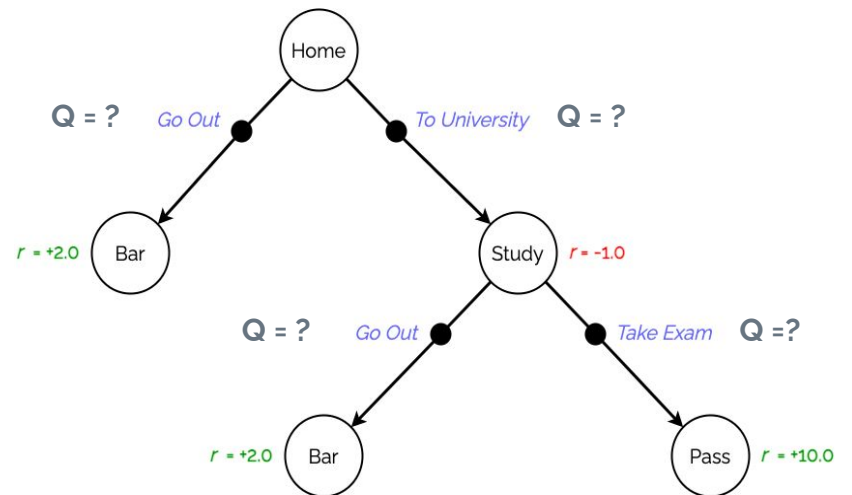 Home
Q = ?
Go Out
To University
Q = ?
r = +2.0
Bar
Study
r = -1.0
Q = ?
Go Out
Take Exam
Q =?
r = +2.0
Bar
Pass
r = +10.0